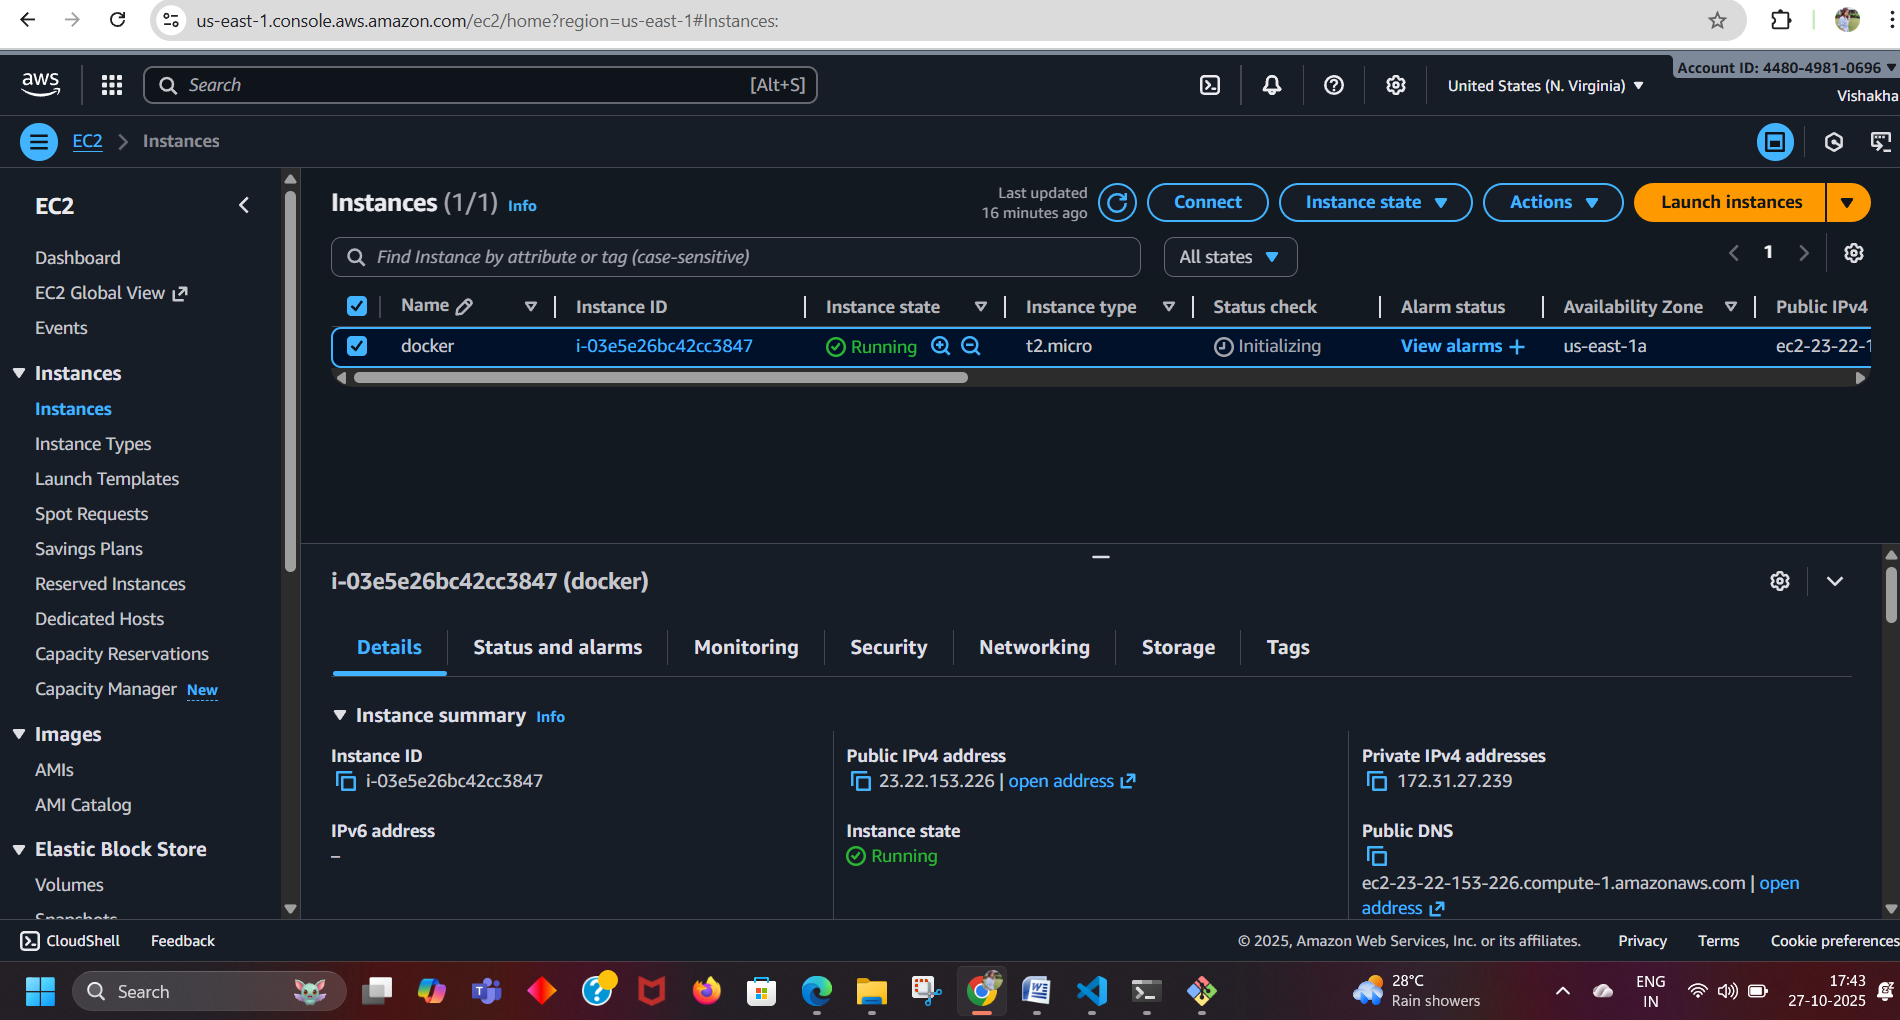 us-east-1.console.aws.amazon.com/ec2/home?region=us-east-1#Instances:
aws
Search
[Alt+S]
United States (N. Virginia)
Account ID: 4480-4981-0696
Vishakha
EC2
Instances
EC2
Dashboard
EC2 Global View
Events
Instances
Instances
Instance Types
Launch Templates
Spot Requests
Savings Plans
Reserved Instances
Dedicated Hosts
Capacity Reservations
Capacity Manager New
Images
AMIs
AMI Catalog
Elastic Block Store
Volumes
Snapshots
Instances (1/1) Info
Last updated
16 minutes ago
Connect
Instance state
Actions
Launch instances
Find Instance by attribute or tag (case-sensitive)
All states
1
Name Instance ID Instance state Instance type Status check Alarm status Availability Zone Public IPv4
docker i-03e5e26bc42cc3847 Running t2.micro Initializing View alarms + us-east-1a ec2-23-22-1
i-03e5e26bc42cc3847 (docker)
Details
Status and alarms
Monitoring
Security
Networking
Storage
Tags
Instance summary Info
Instance ID
i-03e5e26bc42cc3847
Public IPv4 address
23.22.153.226 | open address
Private IPv4 addresses
172.31.27.239
IPv6 address
–
Instance state
Running
Public DNS
ec2-23-22-153-226.compute-1.amazonaws.com | open
address
CloudShell
Feedback
© 2025, Amazon Web Services, Inc. or its affiliates.
Privacy
Terms
Cookie preferences
Search
28°C
Rain showers
ENG
IN
17:43
27-10-2025